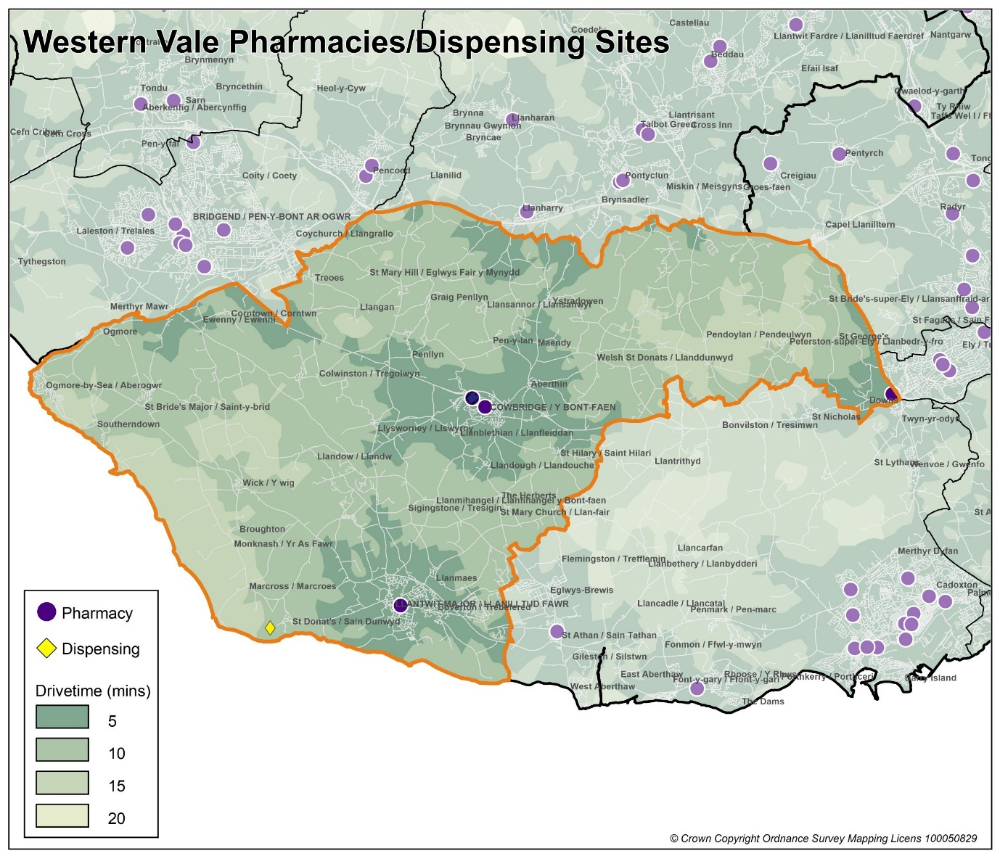 Western Vale Pharmacies/Dispensing Sites
Castellau
Coedely
Llantwit Fardre / Llanilltud Faerdref
Nantgarw
Brynmenyn
Beddau
Efail Isaf
Tondu
Bryncethin
Heol-y-Cyw
Sarn
Aberkenfig / Abercynffig
Gwaelod-y-garth
Ty Rhiw
Brynna
Llanharan
Llantrisant
Brynnau Gwynion
Talbot Green
Cross Inn
Cefn Cross
Bryncae
Pen-y-fai
Pentyrch
Coity / Coety
Pencoed
Llanilid
Pontyclun
Creigiau
Miskin / Meisgyns
Groes-faen
Brynsadler
Llanharry
Radyr
BRIDGEND / PEN-Y-BONT AR OGWR
Capel Llanilltern
Laleston / Trelales
Coychurch / Llangrallo
Tythegston
Treoes
St Mary Hill / Eglwys Fair y Mynydd
Graig Penllyn
Llansannor / Llansanwyr
Ystradowen
St Bride's-super-Ely / Llansanffraid-ar
Merthyr Mawr
Llangan
Corntown / Corntwn
Ewenny / Ewenni
St Fagans / Sain F
Ogmore
Pen-y-lan
Maendy
Pendoylan / Pendeulwyn
St George's
Peterston-super-Ely / Llanbedr-y-fro
Penllyn
Welsh St Donats / Llanddunwyd
Colwinston / Tregolwyn
Ogmore-by-Sea / Aberogwr
Aberthin
St Bride's Major / Saint-y-brid
COWBRIDGE / Y BONT-FAEN
Downs
St Nicholas
Twyn-yr-odyn
Southerndown
Llysworney / Llswyrny
Llanblethian / Llanfleiddan
Bonvilston / Tresimwn
Llandow / Llandw
St Hilary / Saint Hilari
Llandough / Llandouche
Llantrithyd
St Lythans
Wenvoe / Gwenfo
Wick / Y wig
The Herberts
Llanmihangel / Llanfihangel y Bont-faen
Sigingstone / Tresigin
St Mary Church / Llan-fair
St A
Broughton
Monknash / Yr As Fawr
Llancarfan
Merthyr Dyfan
Flemingston / Trefflemin
Llanbethery / Llanbydderi
Llanmaes
Marcross / Marcroes
Eglwys-Brewis
Cadoxton
LLANTWIT MAJOR / LLANILLTUD FAWR
Boverton / Trebefered
Llancadle / Llancatal
Penmark / Pen-marc
St Donat's / Sain Dunwyd
St Athan / Sain Tathan
Fonmon / Ffwl-y-mwyn
Gileston / Silstwn
East Aberthaw
Rhoose / Y Rhws
Font-y-gary / Ffont-y-gari
Porthkerry / Porthceri
Barry Island
West Aberthaw
The Dams
Pharmacy
Dispensing
Drivetime (mins)
5
10
15
20
© Crown Copyright Ordnance Survey Mapping Licens 100050829